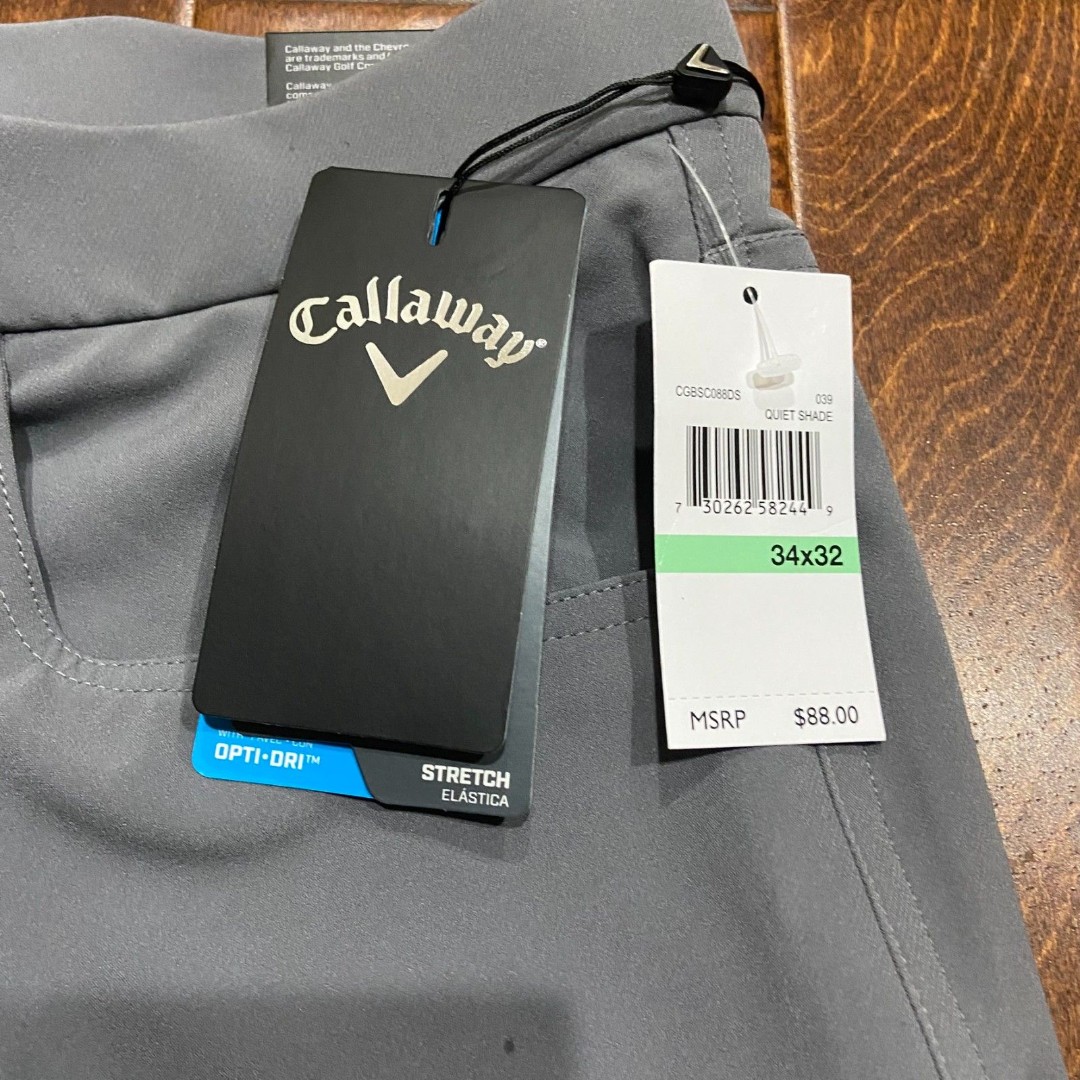 Callaway and the Chevro
are trademarks and
Callaway Golf
Callaway
Callaway®
CGBSC088DS 039
QUIET SHADE
7 30262 58244 9
34x32
MSRP $88.00
OPTI•DRI™
STRETCH
ELÁSTICA